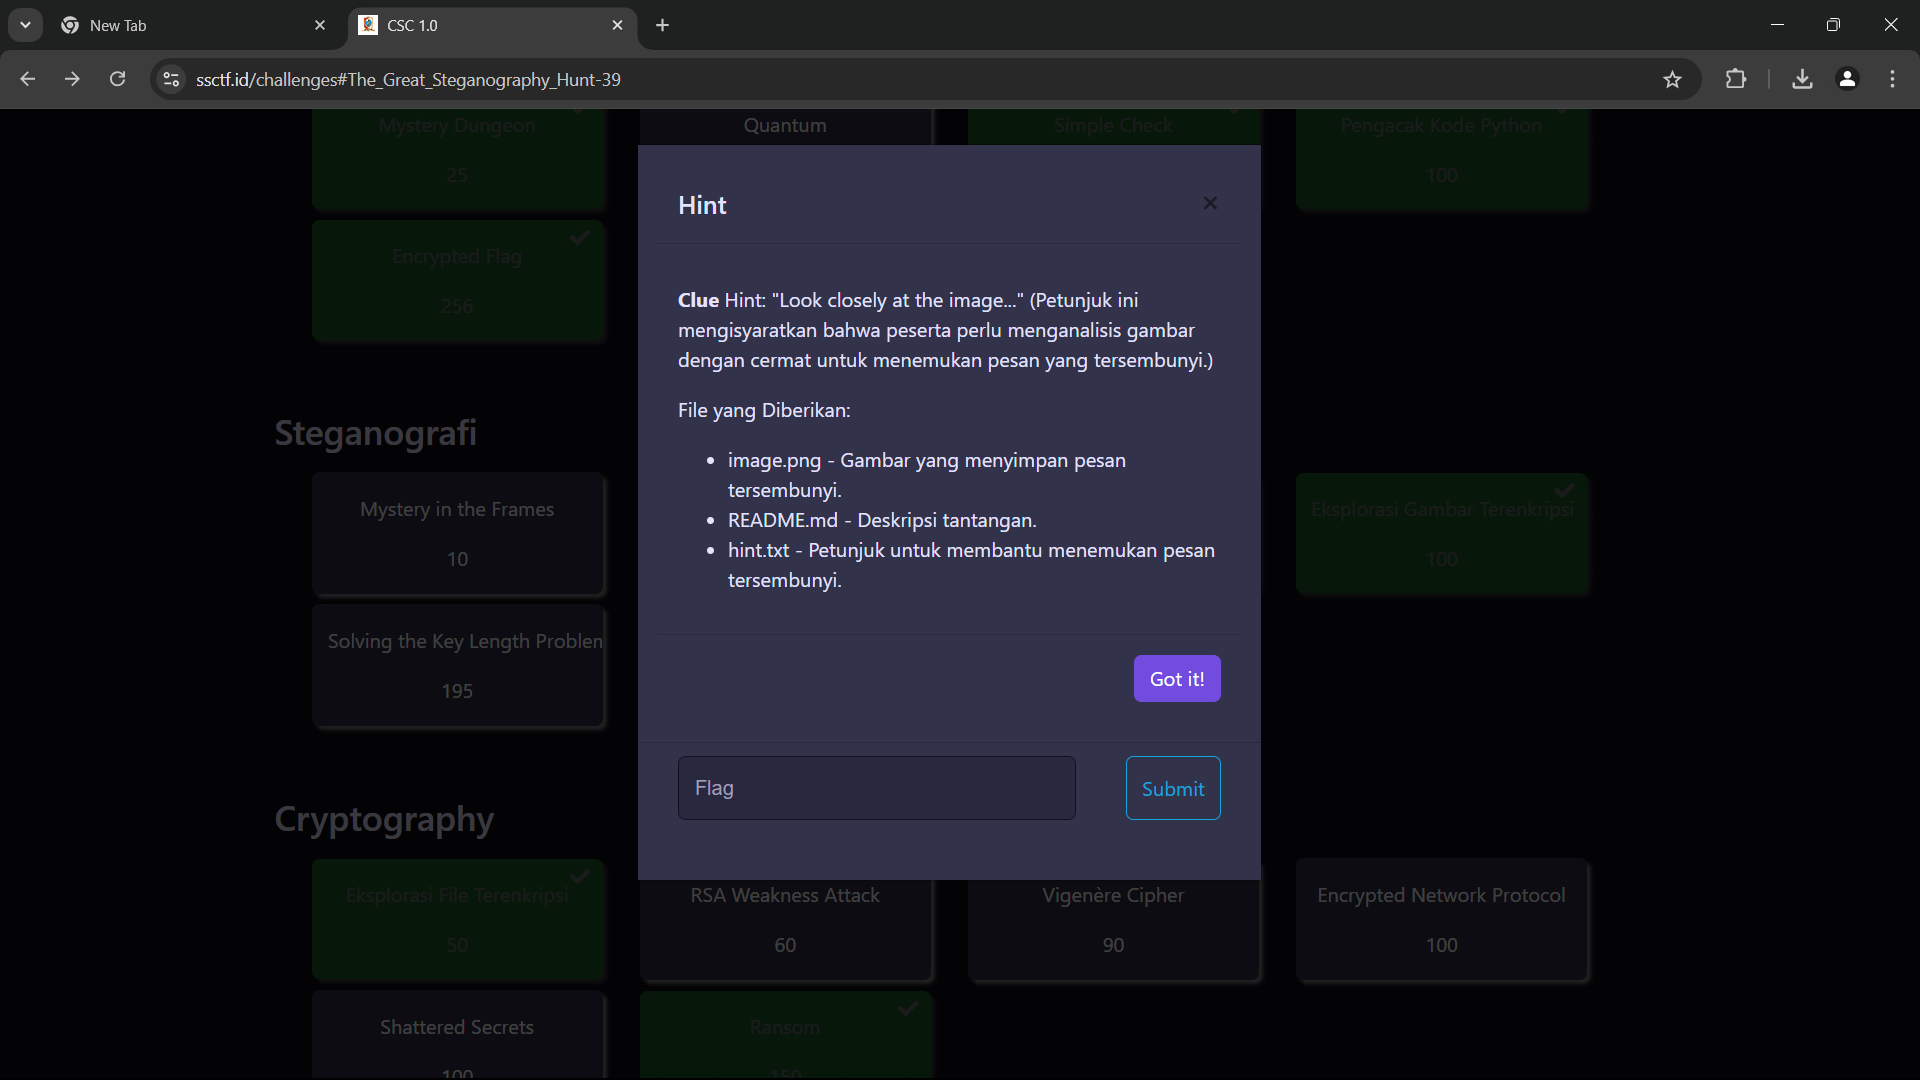 New Tab
CSC 1.0
ssctf.id/challenges#The_Great_Steganography_Hunt-39
Mystery Dungeon
25
Quantum
Simple Check
Pengacak Kode Python
100
Encrypted Flag
256
Hint
Clue Hint: "Look closely at the image..." (Petunjuk ini
mengisyaratkan bahwa peserta perlu menganalisis gambar
dengan cermat untuk menemukan pesan yang tersembunyi.)
File yang Diberikan:
• image.png - Gambar yang menyimpan pesan
tersembunyi.
• README.md - Deskripsi tantangan.
• hint.txt - Petunjuk untuk membantu menemukan pesan
tersembunyi.
Got it!
Flag
Submit
Steganografi
Mystery in the Frames
10
Eksplorasi Gambar Terenkripsi
100
Solving the Key Length Problem
195
Cryptography
Eksplorasi File Terenkripsi
50
RSA Weakness Attack
60
Vigenère Cipher
90
Encrypted Network Protocol
100
Shattered Secrets
100
Ransom
150